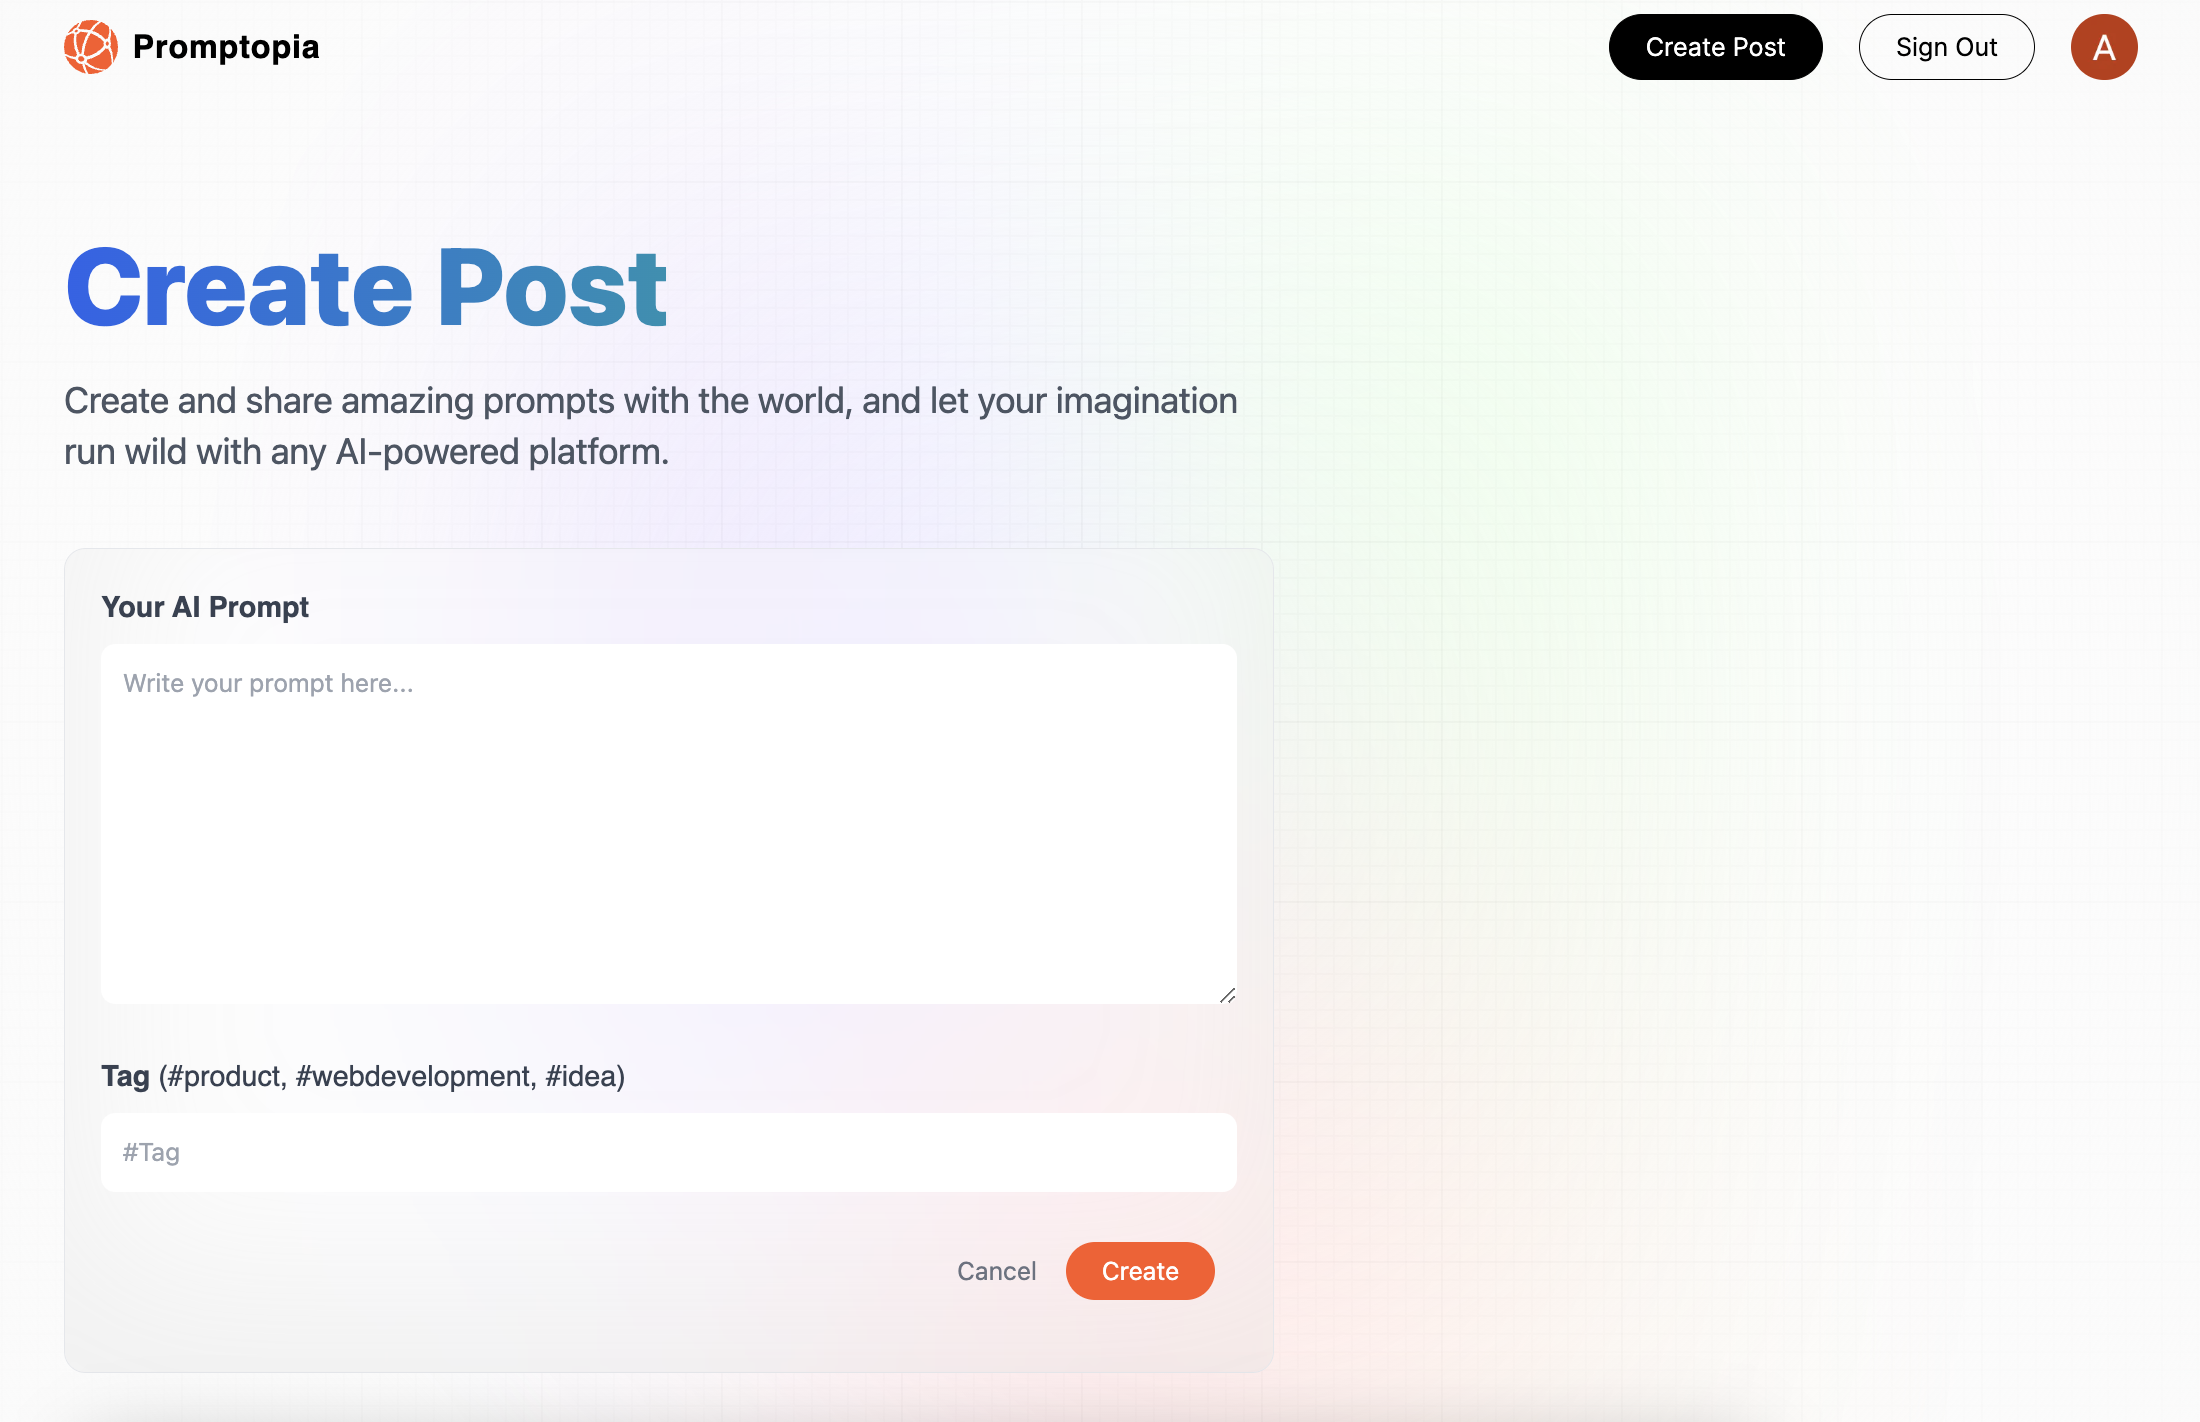 Promptopia
Create Post
Sign Out
A
Create Post
Create and share amazing prompts with the world, and let your imagination
run wild with any AI-powered platform.
Your AI Prompt
Write your prompt here...
Tag (#product, #webdevelopment, #idea)
#Tag
Cancel
Create